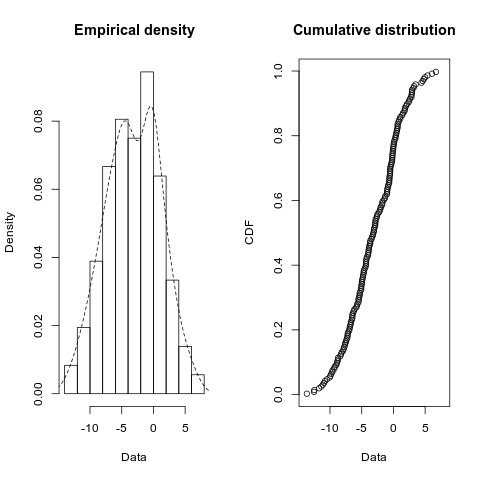 Empirical density
Density
0.00
0.02
0.04
0.06
0.08
-10 -5 0 5
Data
Cumulative distribution
CDF
0.0
0.2
0.4
0.6
0.8
1.0
-10 -5 0 5
Data